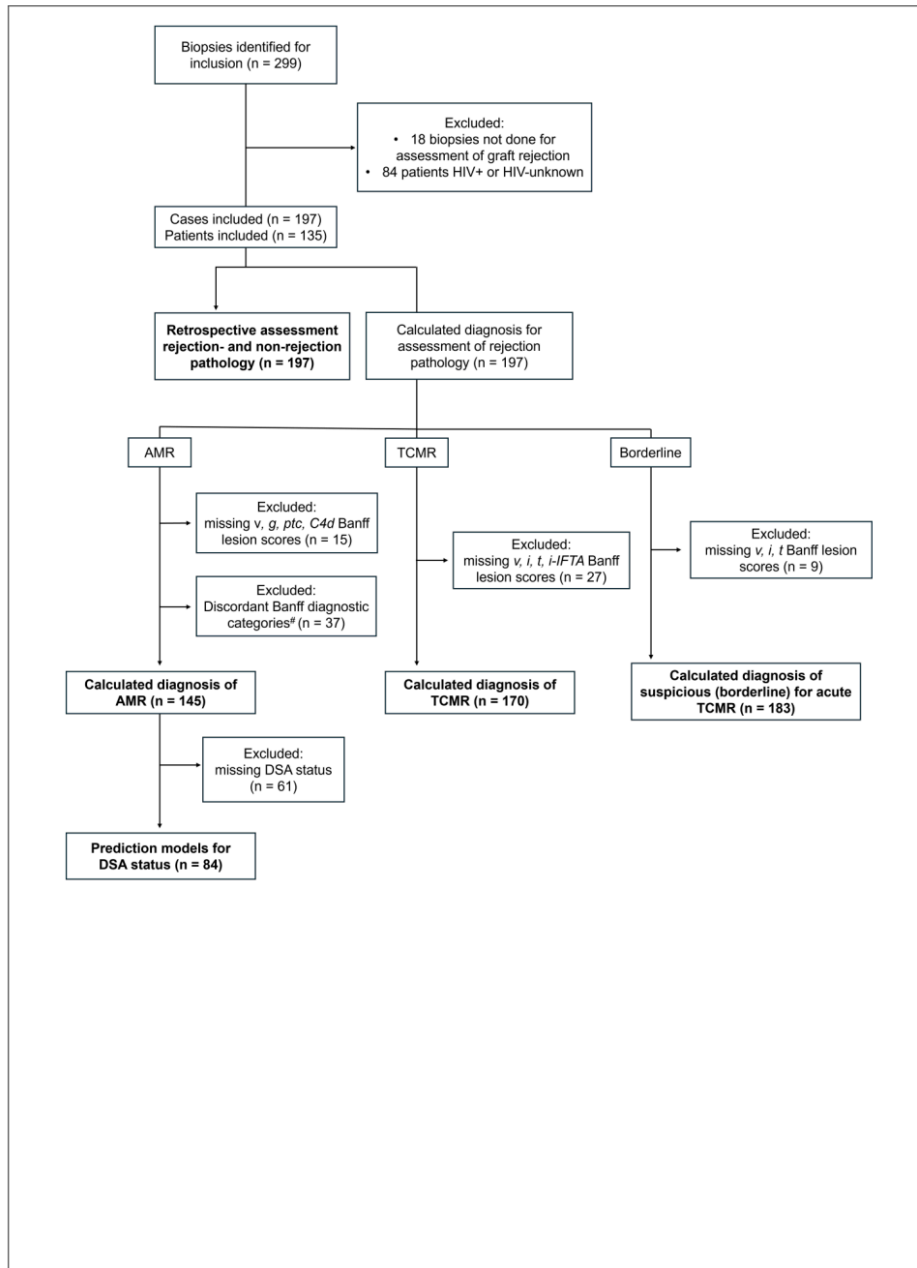 Biopsies identified for
inclusion (n = 299)
Excluded:
• 18 biopsies not done for
assessment of graft rejection
• 84 patients HIV+ or HIV-unknown
Cases included (n = 197)
Patients included (n = 135)
Retrospective assessment
rejection- and non-rejection
pathology (n = 197)
Calculated diagnosis for
assessment of rejection
pathology (n = 197)
AMR
TCMR
Borderline
Excluded:
missing v, g, ptc, C4d Banff
lesion scores (n = 15)
Excluded:
missing v, i, t, i-IFTA Banff
lesion scores (n = 27)
Excluded:
missing v, i, t Banff lesion
scores (n = 9)
Excluded:
Discordant Banff diagnostic
categories# (n = 37)
Calculated diagnosis of
AMR (n = 145)
Calculated diagnosis of
TCMR (n = 170)
Calculated diagnosis of
suspicious (borderline) for acute
TCMR (n = 183)
Excluded:
missing DSA status
(n = 61)
Prediction models for
DSA status (n = 84)